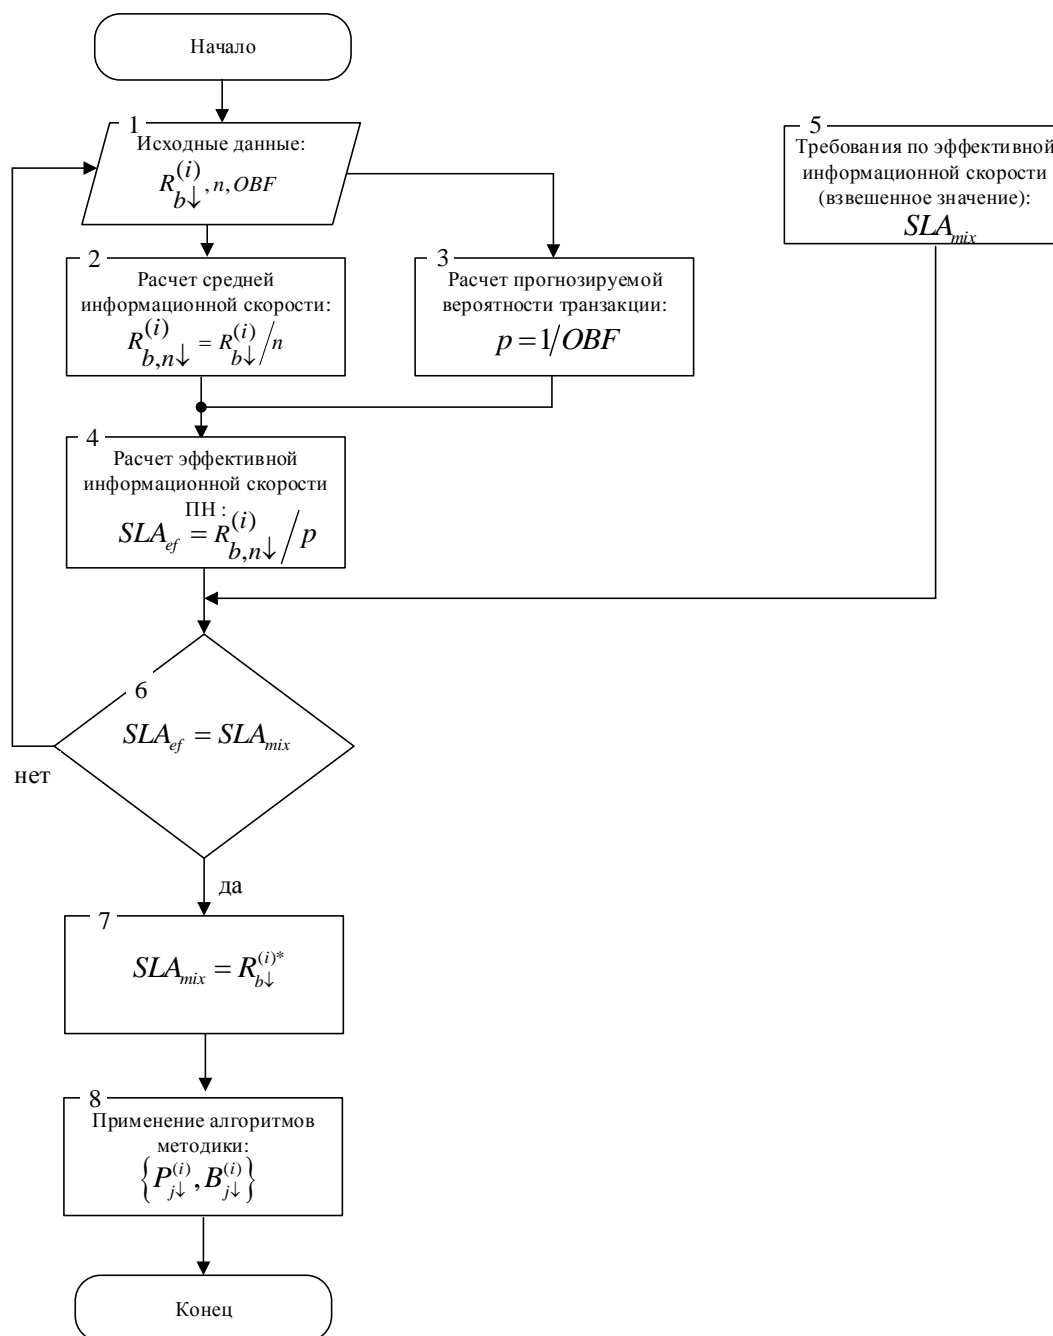 Начало
1
Исходные данные:
R_{b↓}^{(i)}, n, OBF
5
Требования по эффективной
информационной скорости
(взвешенное значение):
SLA_{mix}
2
Расчет средней
информационной скорости:
R_{b,n↓}^{(i)} = R_{b↓}^{(i)}/n
3
Расчет прогнозируемой
вероятности транзакции:
p = 1/OBF
4
Расчет эффективной
информационной скорости
ПН :
SLA_{ef} = R_{b,n↓}^{(i)}/p
6
SLA_{ef} = SLA_{mix}
нет
да
7
SLA_{mix} = R_{b↓}^{(i)*}
8
Применение алгоритмов
методики:
{P_{j↓}^{(i)}, B_{j↓}^{(i)}}
Конец